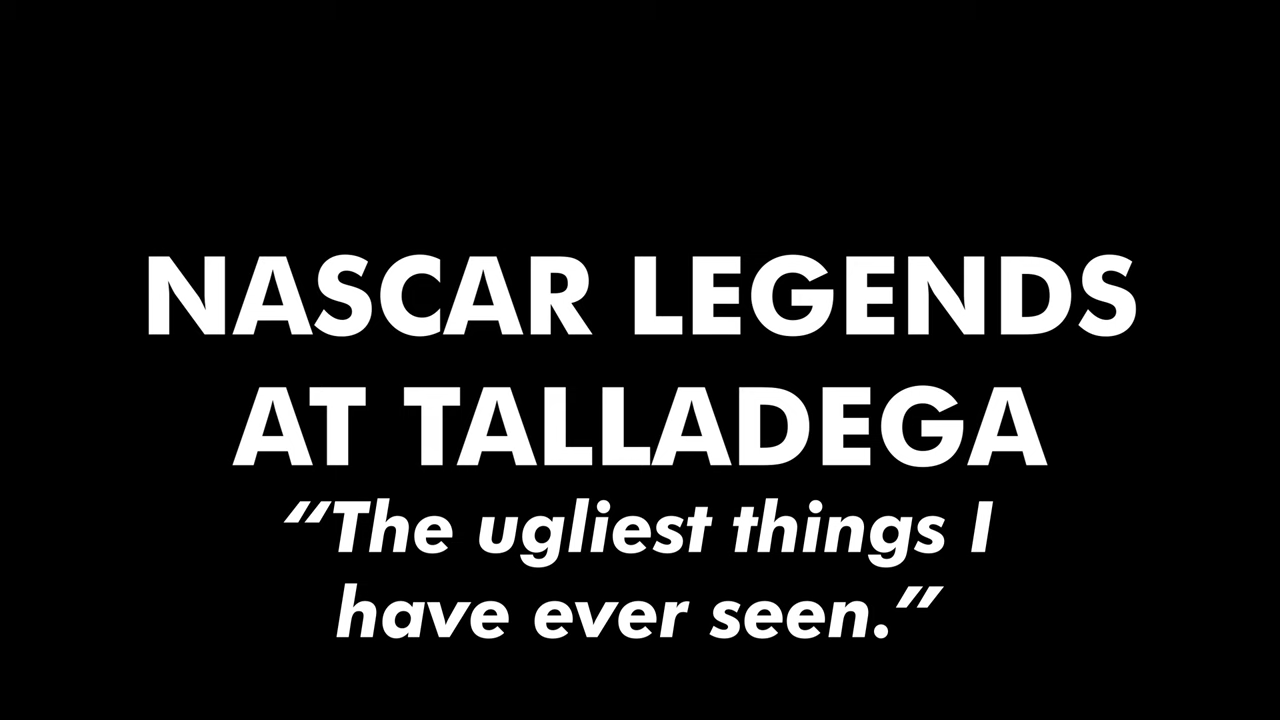 NASCAR LEGENDS
AT TALLADEGA
“The ugliest things I
have ever seen.”